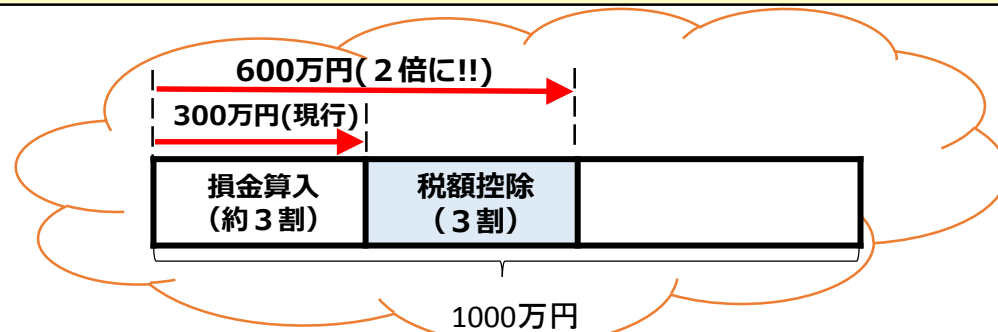 600万円(２倍に!!)
300万円(現行)
損金算入
（約３割）
税額控除
（３割）
1000万円